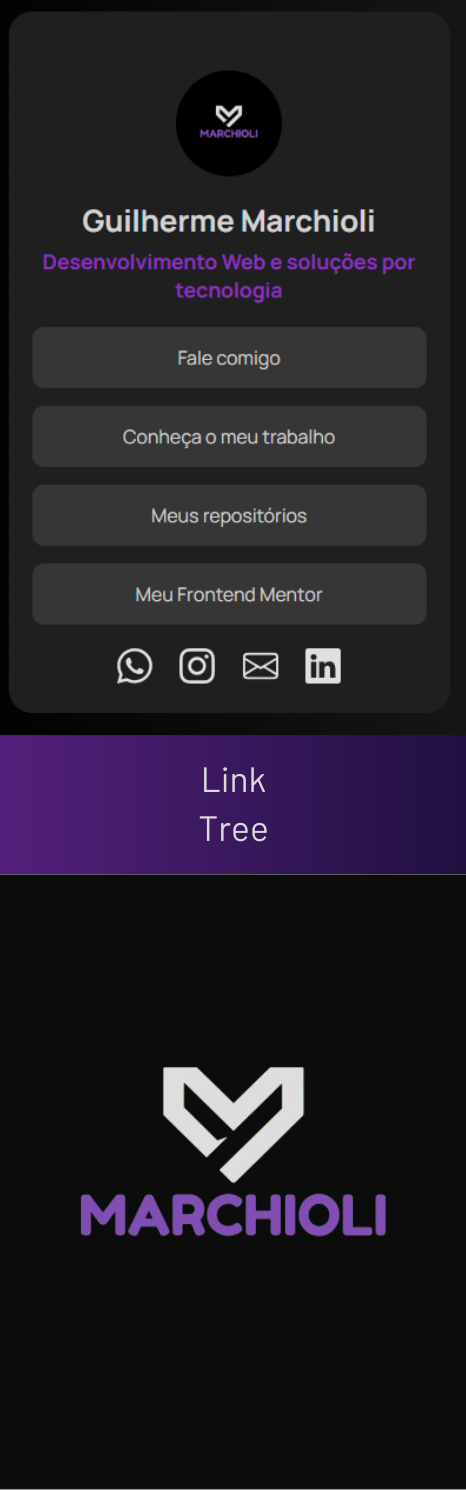 MARCHIOLI
Guilherme Marchioli
Desenvolvimento Web e soluções por
tecnologia
Fale comigo
Conheça o meu trabalho
Meus repositórios
Meu Frontend Mentor
in
Link
Tree
MARCHIOLI